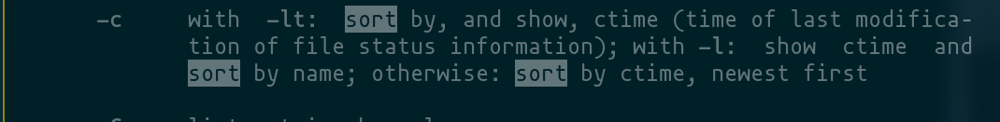 -c with -lt: sort by, and show, ctime (time of last modifica-
tion of file status information); with -l: show ctime and
sort by name; otherwise: sort by ctime, newest first